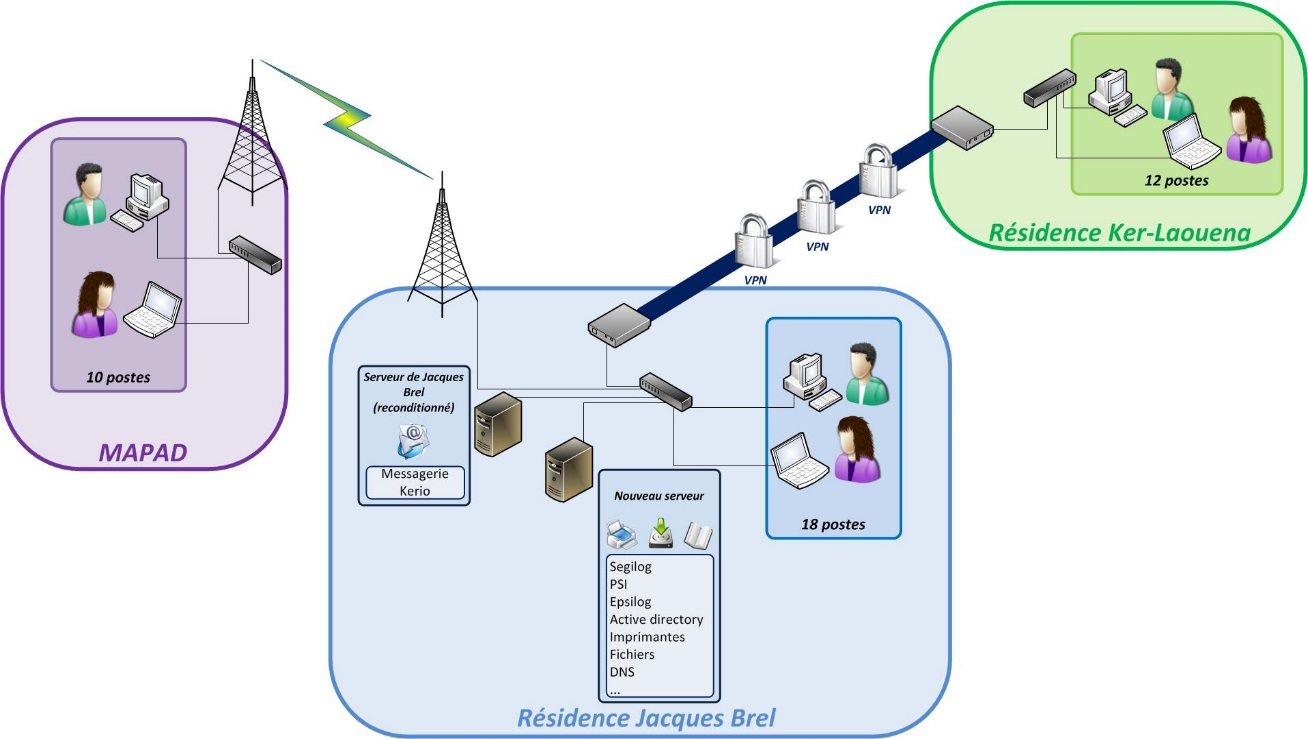 12 postes
Résidence Ker-Laouena
VPN
VPN
VPN
10 postes
MAPAD
Serveur de Jacques
Brel
(reconditionné)
Messagerie
Kerio
Nouveau serveur
Segilog
PSI
Epsilog
Active directory
Imprimantes
Fichiers
DNS
...
18 postes
Résidence Jacques Brel